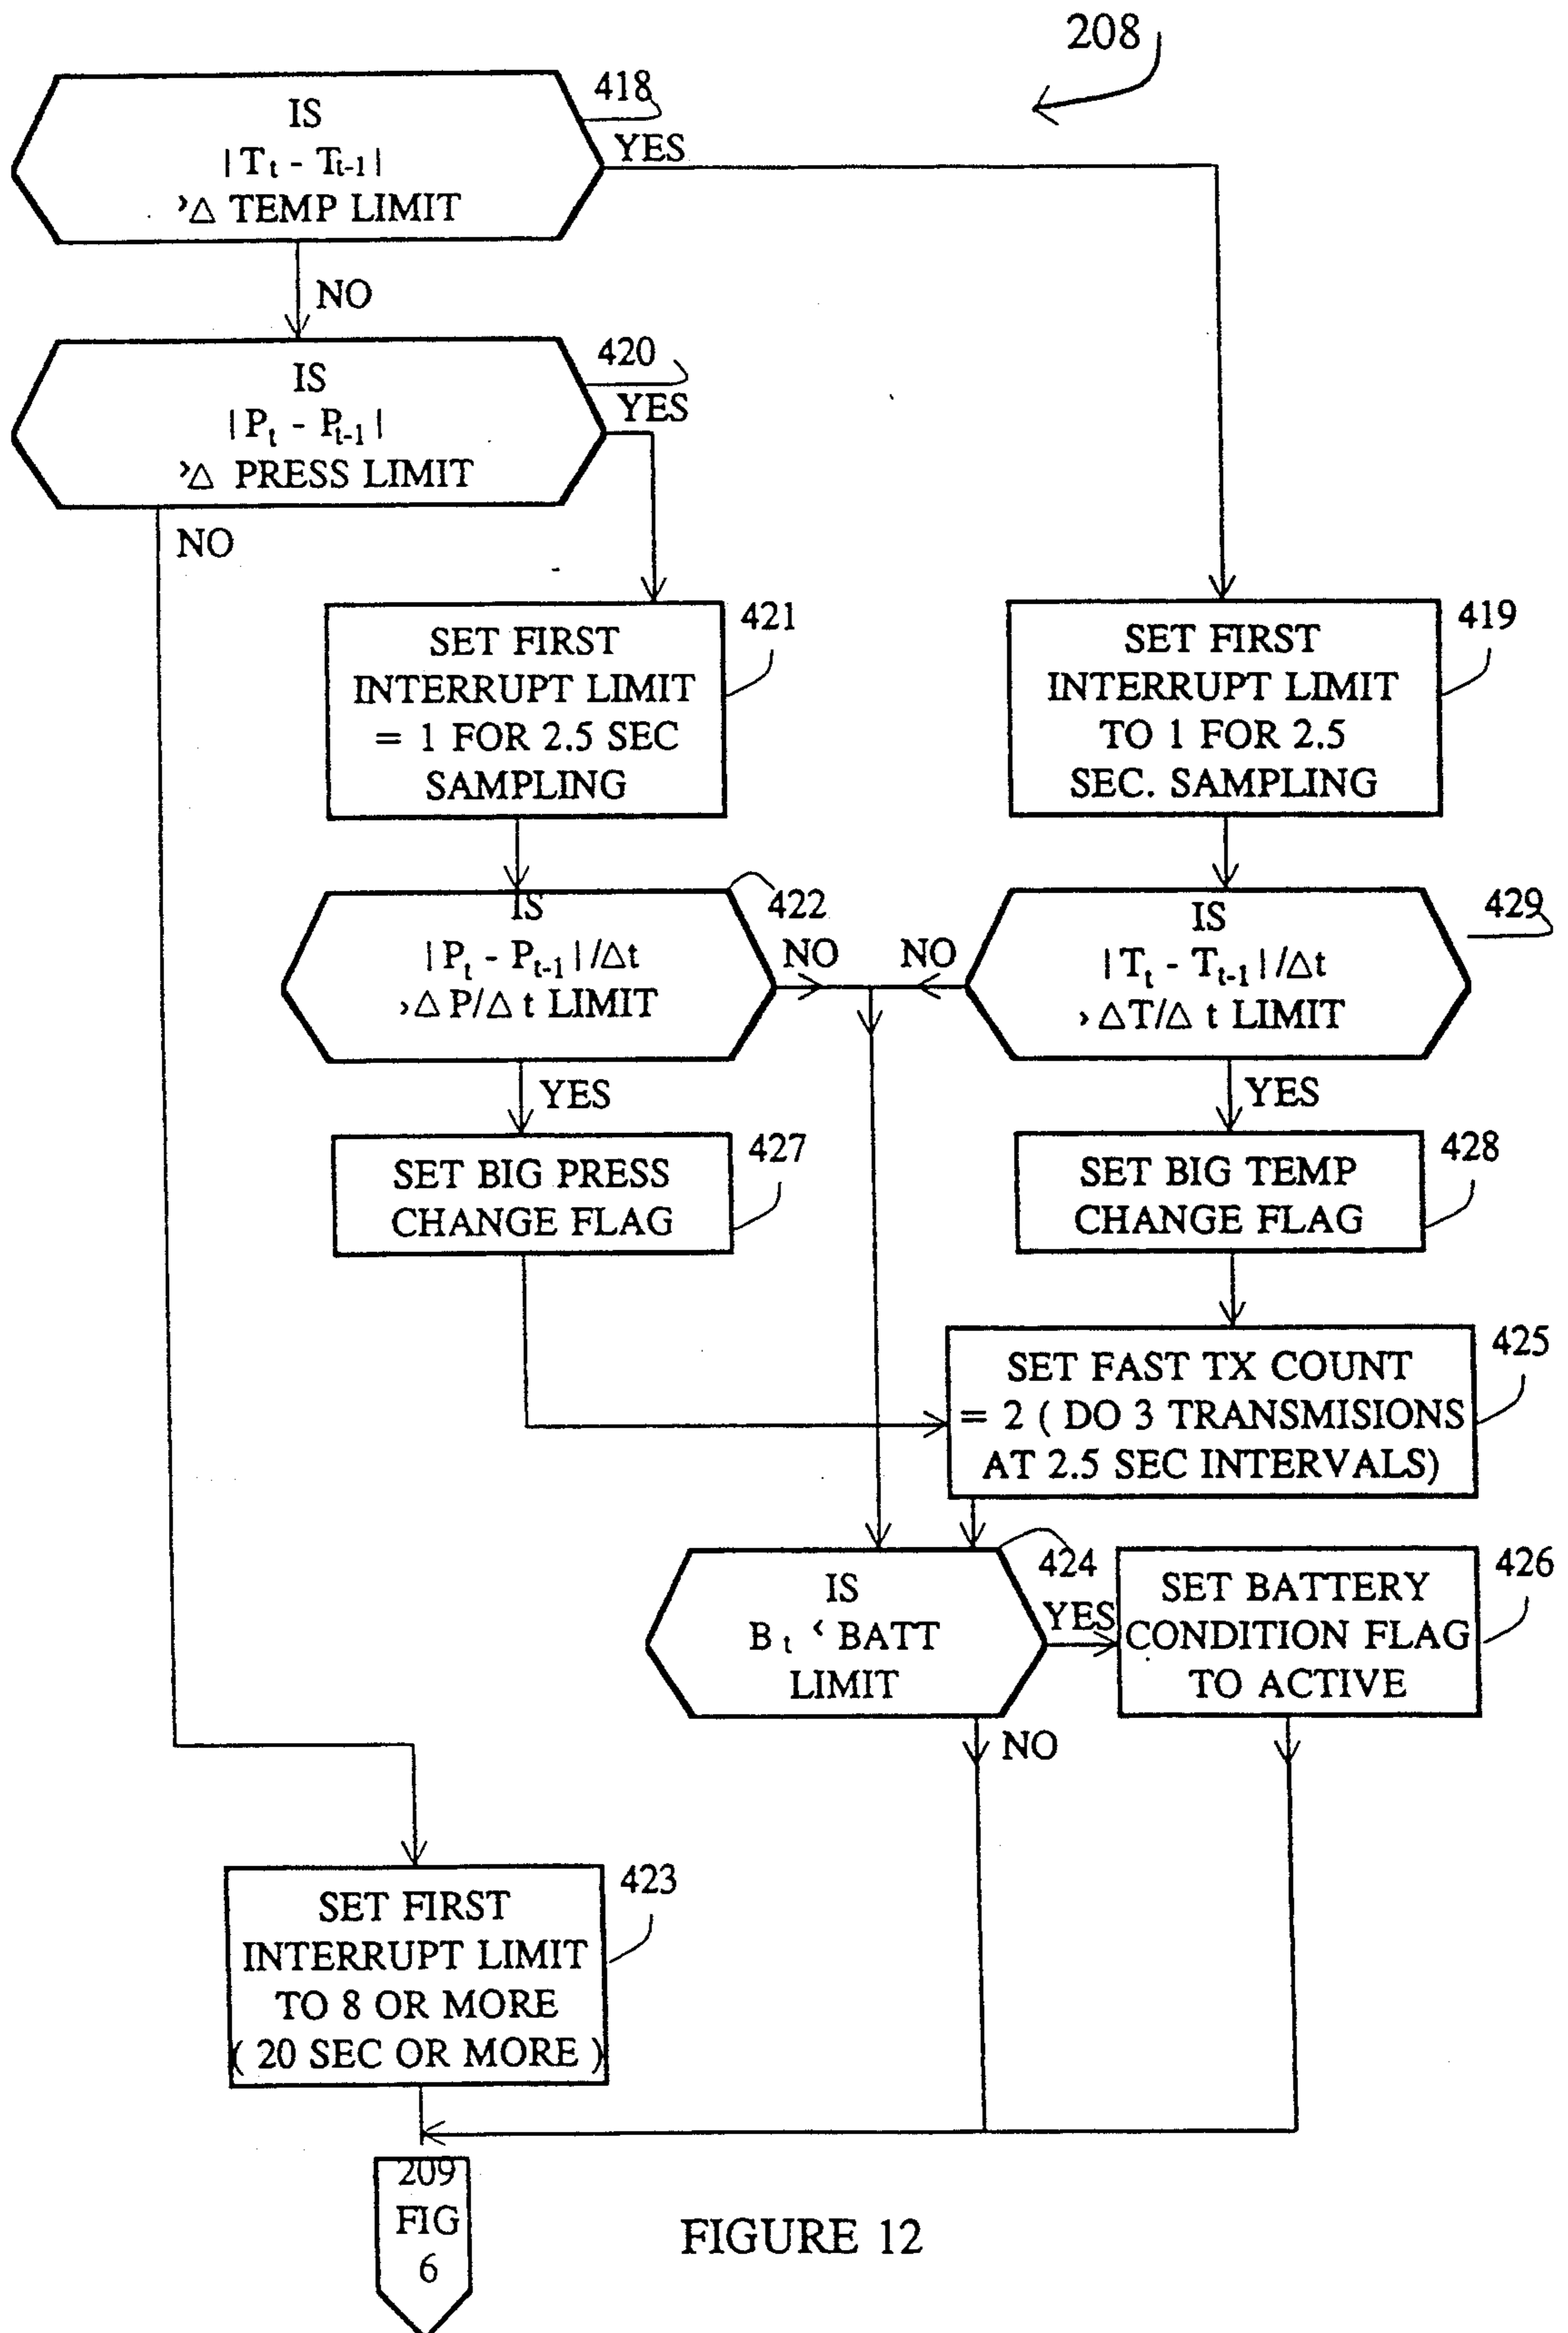 208
418
IS
| Tt - Tt-1 |
>Δ TEMP LIMIT
YES
NO
420
IS
| Pt - Pt-1 |
>Δ PRESS LIMIT
YES
NO
421
SET FIRST
INTERRUPT LIMIT
= 1 FOR 2.5 SEC
SAMPLING
419
SET FIRST
INTERRUPT LIMIT
TO 1 FOR 2.5
SEC. SAMPLING
422
IS
| Pt - Pt-1 | /Δt
>Δ P/Δ t LIMIT
NO
NO
429
IS
| Tt - Tt-1 | /Δt
> ΔT/Δ t LIMIT
YES
YES
427
SET BIG PRESS
CHANGE FLAG
428
SET BIG TEMP
CHANGE FLAG
425
SET FAST TX COUNT
= 2 ( DO 3 TRANSMISIONS
AT 2.5 SEC INTERVALS)
424
IS
Bt < BATT
LIMIT
YES
NO
426
SET BATTERY
CONDITION FLAG
TO ACTIVE
423
SET FIRST
INTERRUPT LIMIT
TO 8 OR MORE
( 20 SEC OR MORE )
209
FIG
6
FIGURE 12